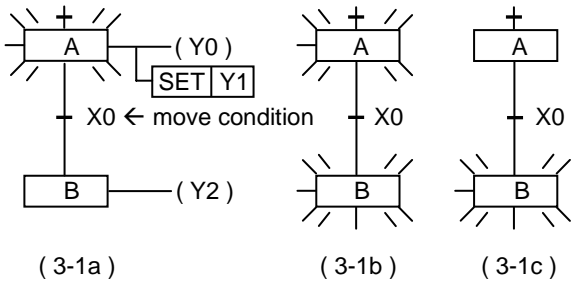 A ( Y0 ) A A
SET Y1
X0 ← move condition X0 X0
B ( Y2 ) B B
( 3-1a ) ( 3-1b ) ( 3-1c )